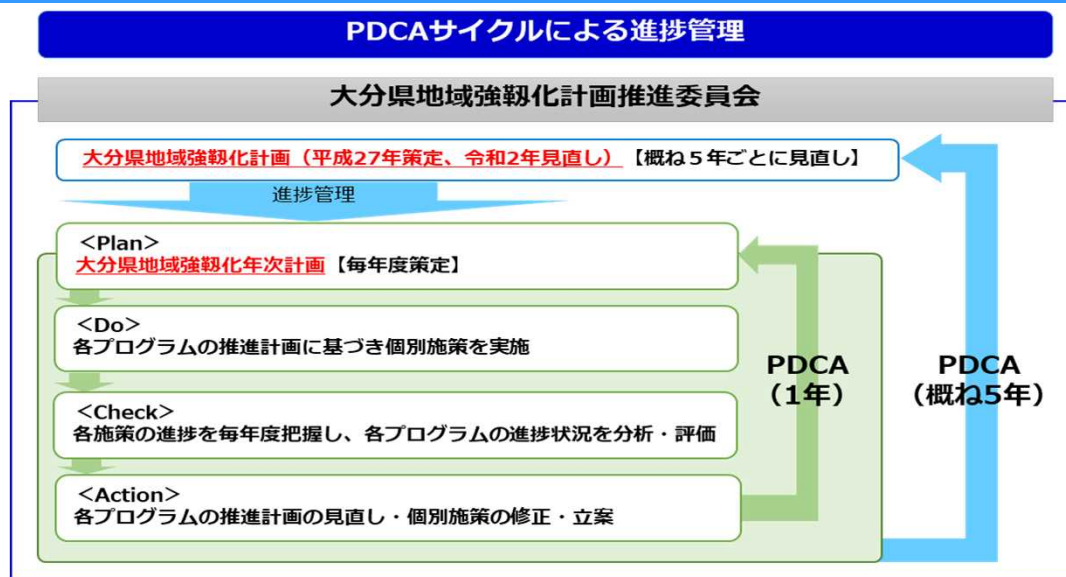 PDCAサイクルによる進捗管理
大分県地域強靱化計画推進委員会
大分県地域強靱化計画（平成27年策定、令和2年見直し）【概ね５年ごとに見直し】
進捗管理
<Plan>
大分県地域強靱化年次計画【毎年度策定】
<Do>
各プログラムの推進計画に基づき個別施策を実施
<Check>
各施策の進捗を毎年度把握し、各プログラムの進捗状況を分析・評価
<Action>
各プログラムの推進計画の見直し・個別施策の修正・立案
PDCA
（1年）
PDCA
（概ね5年）